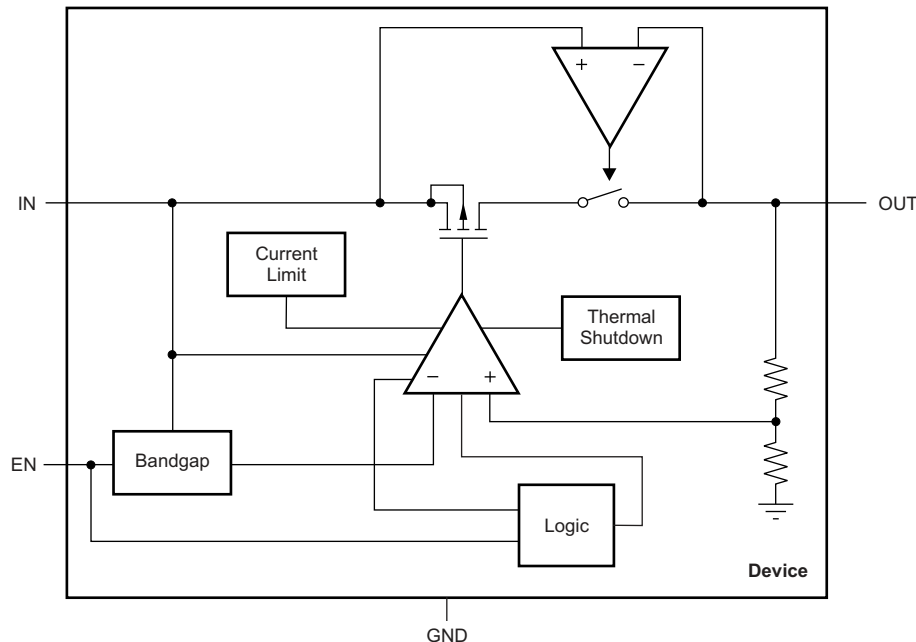 + −
IN
OUT
Current
Limit
Thermal
Shutdown
− +
EN
Bandgap
Logic
Device
GND